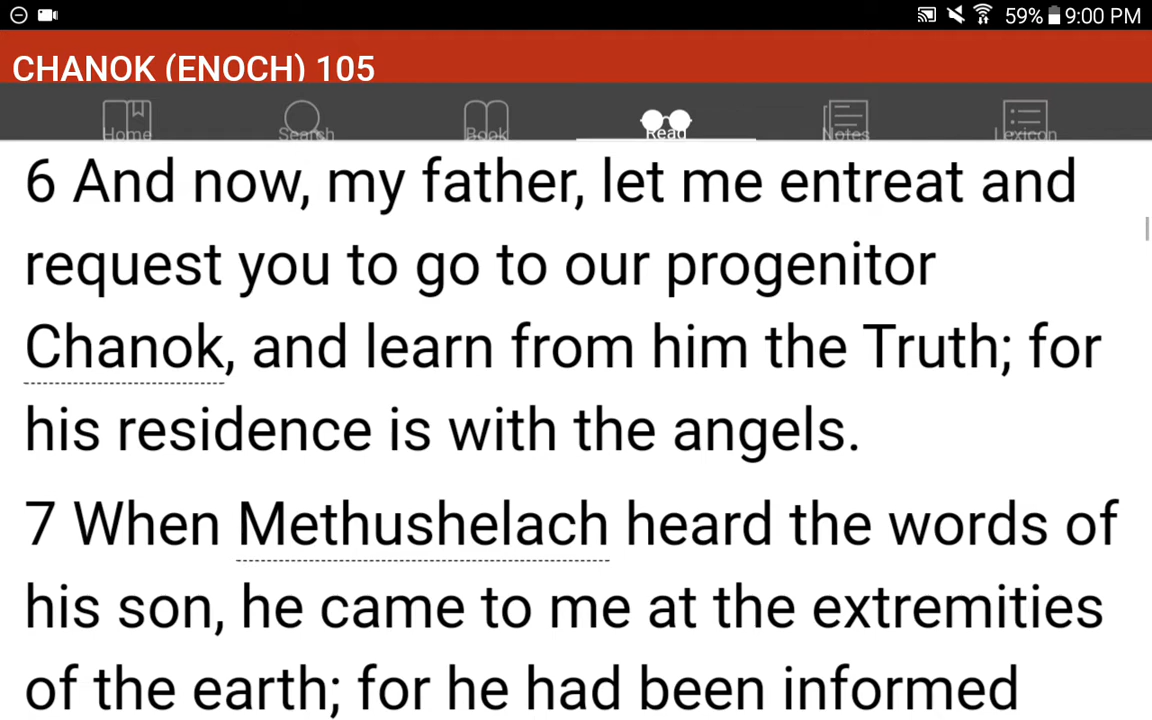 59% 9:00 PM
CHANOK (ENOCH) 105
Home Search Book Read Notes Lexicon
6 And now, my father, let me entreat and
request you to go to our progenitor
Chanok, and learn from him the Truth; for
his residence is with the angels.
7 When Methushelach heard the words of
his son, he came to me at the extremities
of the earth; for he had been informed